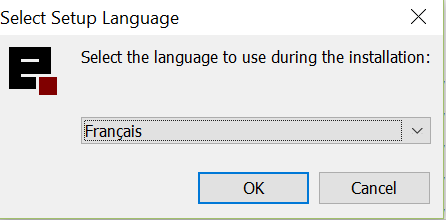 Select Setup Language
Select the language to use during the installation:
Français
OK
Cancel